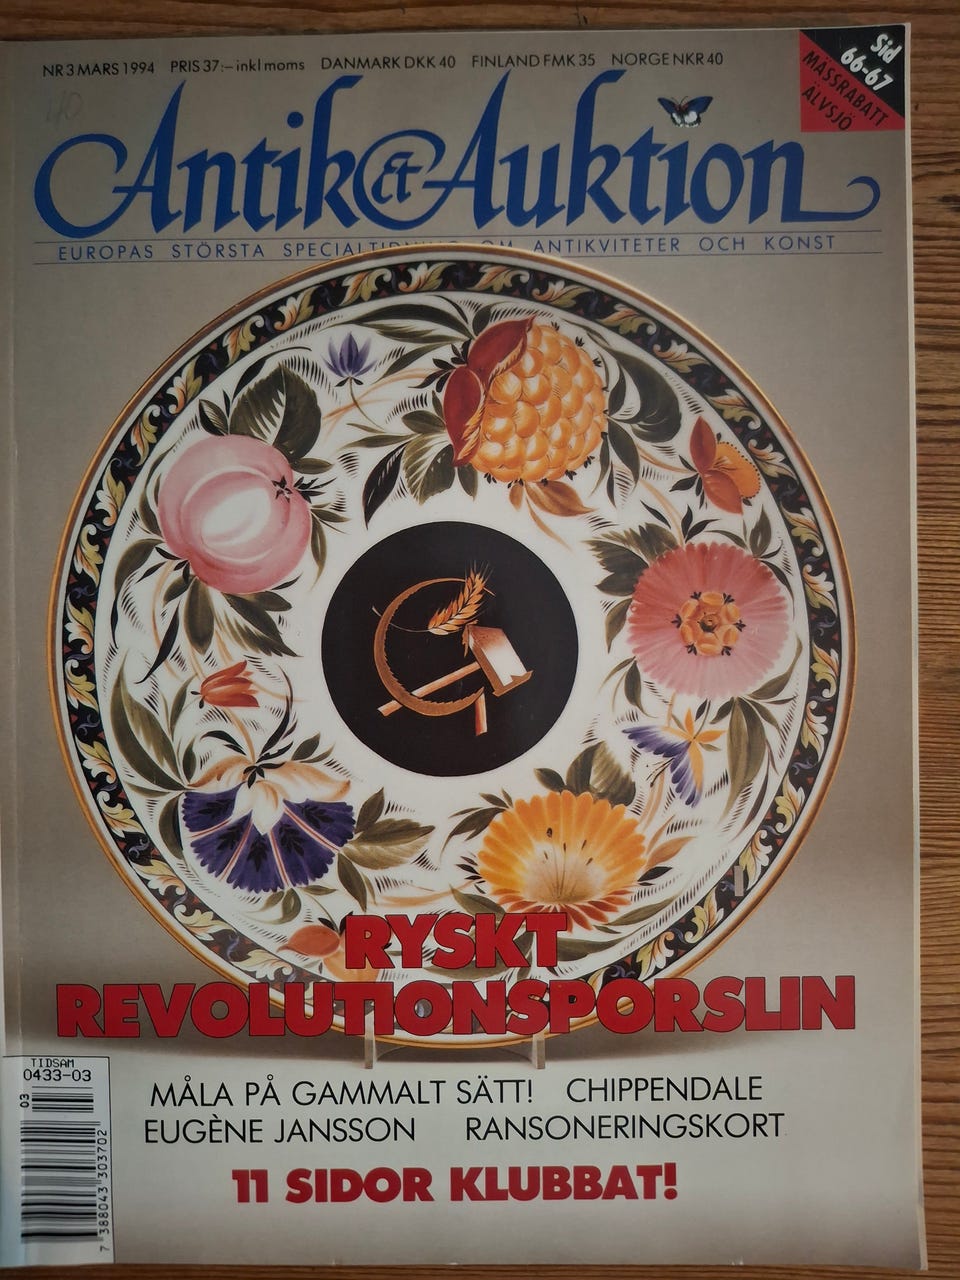 NR 3 MARS 1994 PRIS 37:– inkl moms DANMARK DKK 40 FINLAND FMK 35 NORGE NKR 40
Sid
66-67
MÄSSRABATT
ÄLVSJÖ
40
Antik & Auktion
EUROPAS STÖRSTA SPECIALTIDNING OM ANTIKVITETER OCH KONST
RYSKT
REVOLUTIONSPORSLIN
TIDSAM
0433-03
03
7 388043 303702
MÅLA PÅ GAMMALT SÄTT! CHIPPENDALE
EUGÈNE JANSSON RANSONERINGSKORT
11 SIDOR KLUBBAT!